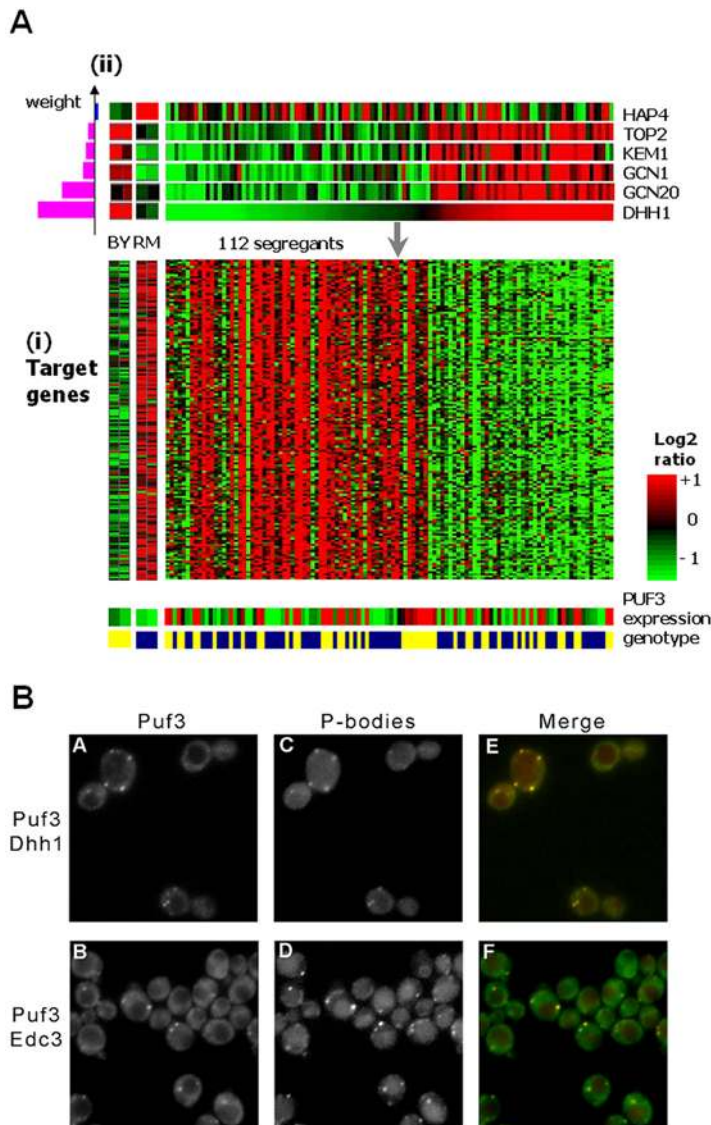 A
(ii)
weight
HAP4
TOP2
KEM1
GCN1
GCN20
DHH1
BY RM
112 segregants
(i)
Target
genes
Log2
ratio
+1
0
- 1
PUF3
expression
genotype
B
Puf3
P-bodies
Merge
Puf3
Dhh1
A
C
E
Puf3
Edc3
B
D
F